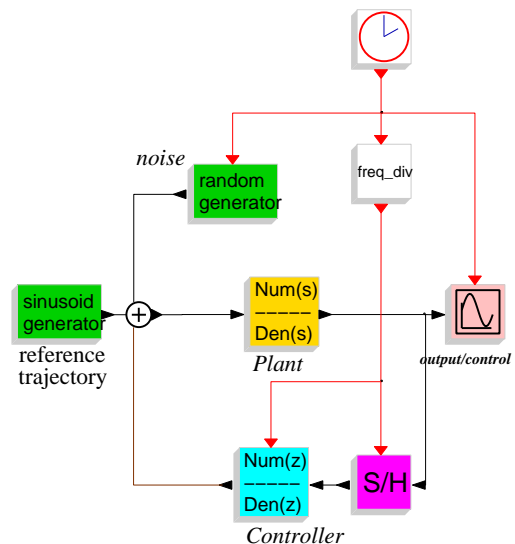 noise
random
generator
freq_div
sinusoid
generator
reference
trajectory
Num(s)
-----
Den(s)
Plant
output/control
Num(z)
-----
Den(z)
Controller
S/H